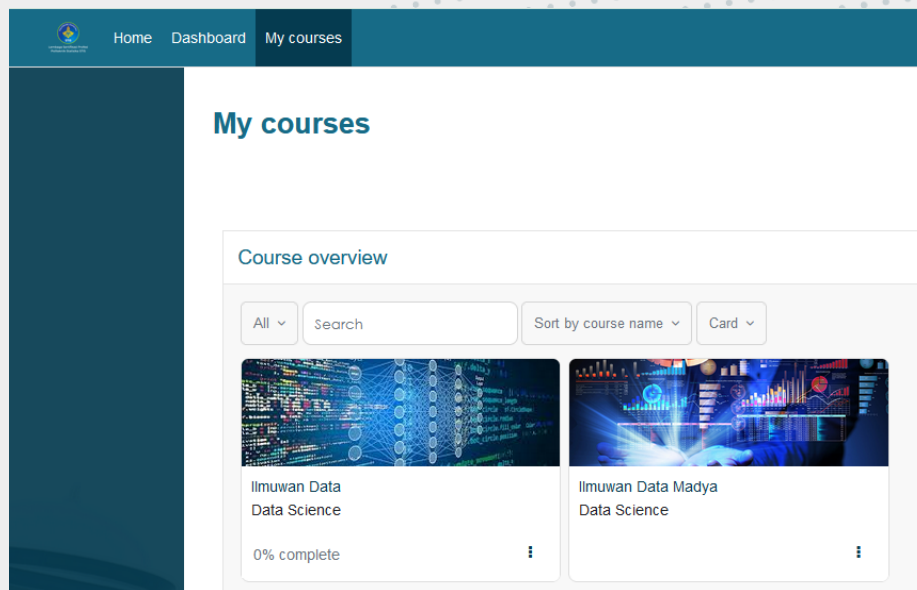 Home Dashboard My courses
My courses
Course overview
All Search Sort by course name Card
Ilmuwan Data
Data Science
0% complete
Ilmuwan Data Madya
Data Science